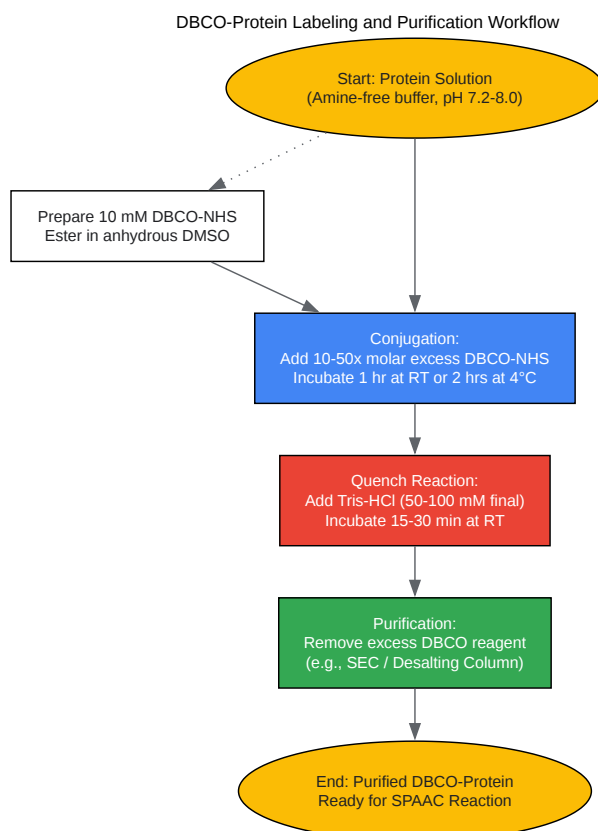 DBCO-Protein Labeling and Purification Workflow
Start: Protein Solution
(Amine-free buffer, pH 7.2-8.0)
Prepare 10 mM DBCO-NHS
Ester in anhydrous DMSO
Conjugation:
Add 10-50x molar excess DBCO-NHS
Incubate 1 hr at RT or 2 hrs at 4°C
Quench Reaction:
Add Tris-HCl (50-100 mM final)
Incubate 15-30 min at RT
Purification:
Remove excess DBCO reagent
(e.g., SEC / Desalting Column)
End: Purified DBCO-Protein
Ready for SPAAC Reaction